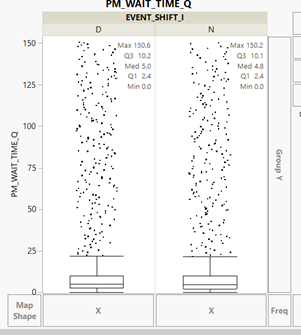 PM_WAIT_TIME_Q
EVENT_SHIFT_I
D N
Max 150.6
Q3 10.2
Med 5.0
Q1 2.4
Min 0.0
Max 150.2
Q3 10.1
Med 4.8
Q1 2.4
Min 0.0
PM_WAIT_TIME_Q
150
125
100
75
50
25
0
Group Y
Map
Shape
X X
Freq